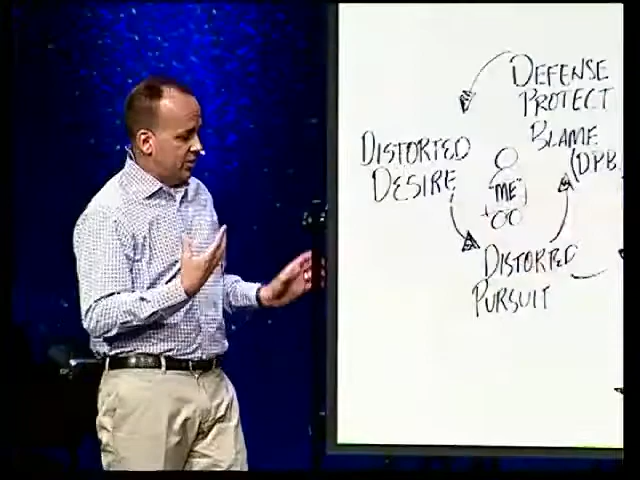 DEFENSE
PROTECT
BLAME
(DPB
DISTORTED
DESIRE
"ME"
DISTORTED
PURSUIT